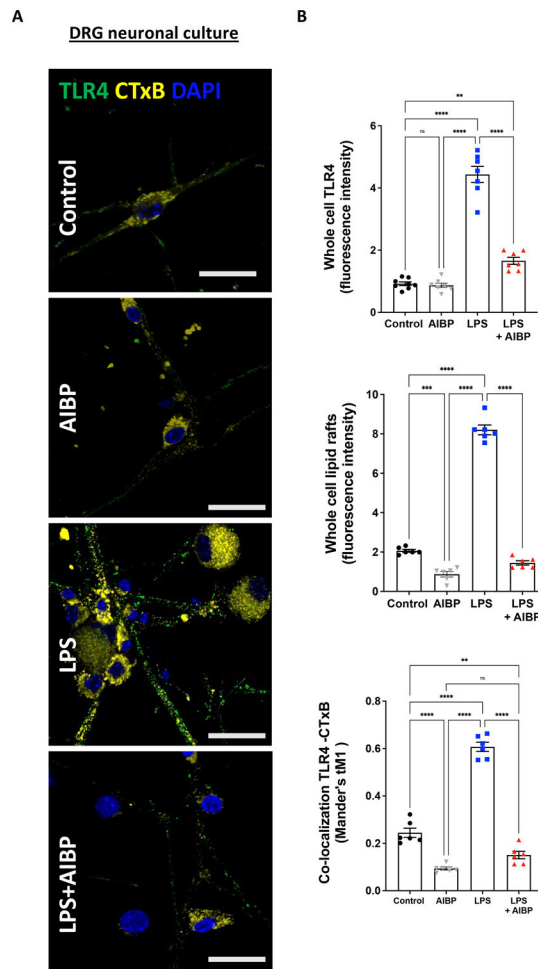 A
DRG neuronal culture
TLR4 CTxB DAPI
Control
AIBP
LPS
LPS+AIBP
B
Whole cell TLR4
(fluorescence intensity)
**
****
ns
****
****
6
4
2
0
Control
AIBP
LPS
LPS
+ AIBP
Whole cell lipid rafts
(fluorescence intensity)
****
***
****
****
10
8
6
4
2
0
Control
AIBP
LPS
LPS
+ AIBP
Co-localization TLR4 -CTxB
(Mander's tM1 )
**
ns
****
****
****
****
0.8
0.6
0.4
0.2
0.0
Control
AIBP
LPS
LPS
+ AIBP